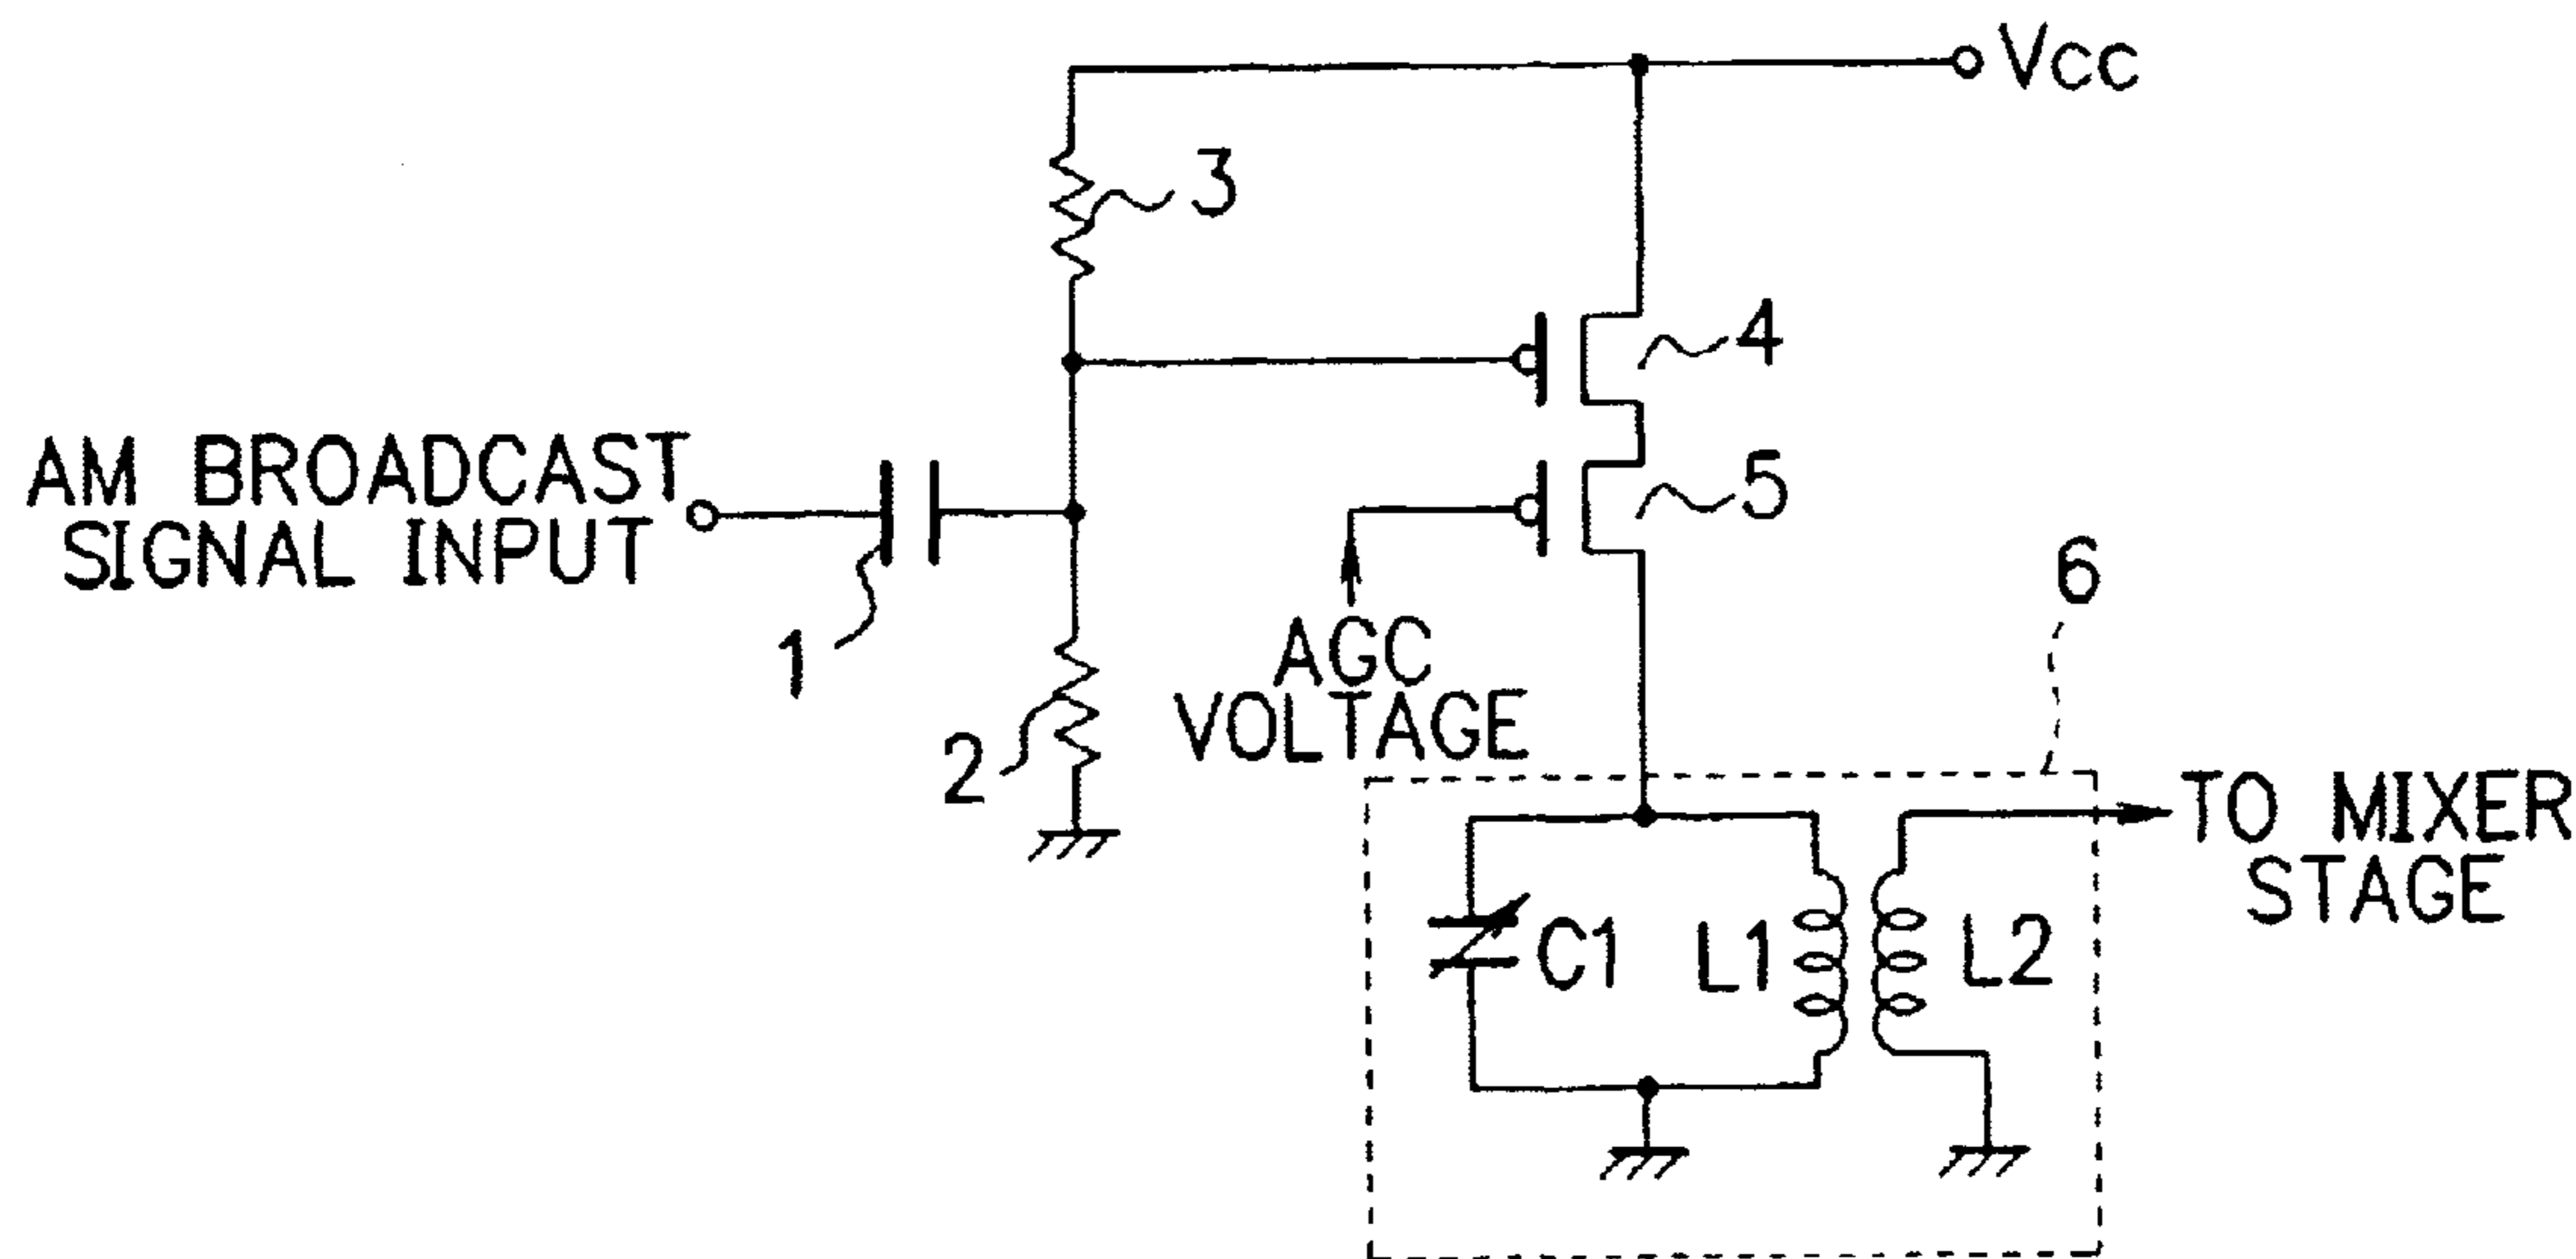 Vcc
3
4
AM BROADCAST
SIGNAL INPUT
5
1
AGC
VOLTAGE
2
6
TO MIXER
STAGE
C1
L1
L2